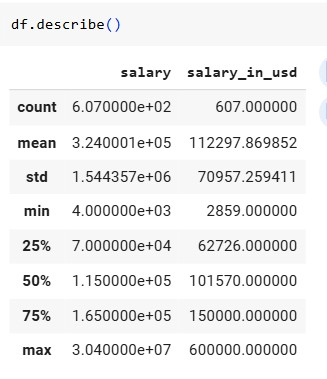 df.describe()
salary salary_in_usd
count 6.070000e+02 607.000000
mean 3.240001e+05 112297.869852
std 1.544357e+06 70957.259411
min 4.000000e+03 2859.000000
25% 7.000000e+04 62726.000000
50% 1.150000e+05 101570.000000
75% 1.650000e+05 150000.000000
max 3.040000e+07 600000.000000